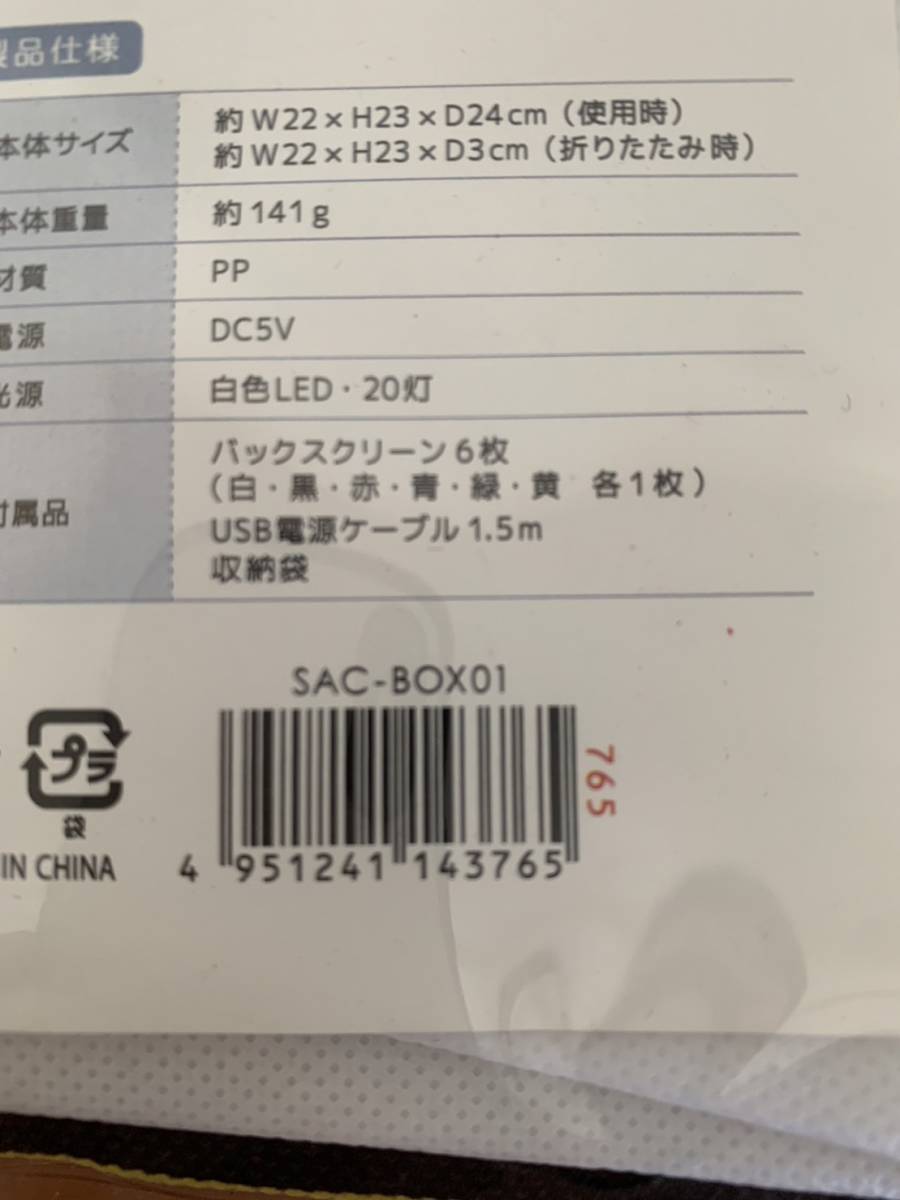 製品仕様
本体サイズ
約W22×H23×D24cm（使用時）
約W22×H23×D3cm（折りたたみ時）
本体重量
約141g
材質
PP
電源
DC5V
光源
白色LED・20灯
付属品
バックスクリーン6枚
（白・黒・赤・青・緑・黄 各1枚）
USB電源ケーブル1.5m
収納袋
SAC-BOX01
765
プラ
袋
IN CHINA
4 951241 143765